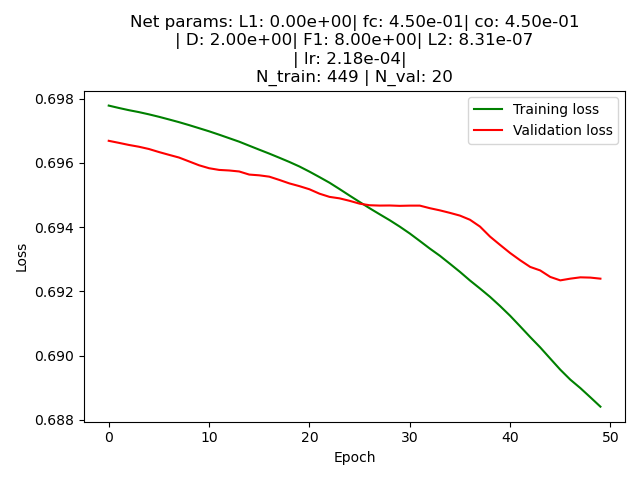 Net params: L1: 0.00e+00| fc: 4.50e-01| co: 4.50e-01
| D: 2.00e+00| F1: 8.00e+00| L2: 8.31e-07
| lr: 2.18e-04|
N_train: 449 | N_val: 20
Training loss
Validation loss
Loss
0.698
0.696
0.694
0.692
0.690
0.688
0 10 20 30 40 50
Epoch